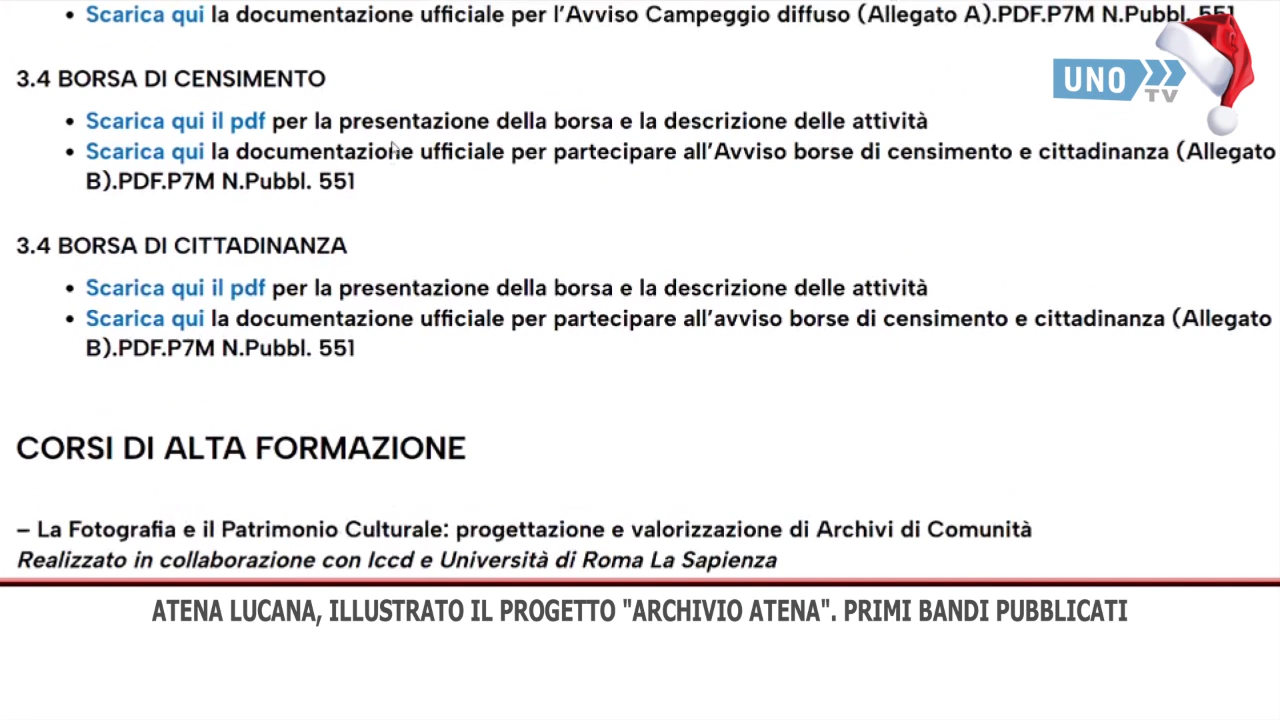 Scarica qui la documentazione ufficiale per l’Avviso Campeggio diffuso (Allegato A).PDF.P7M N.Pubbl. 551
UNO
TV
3.4 BORSA DI CENSIMENTO
• Scarica qui il pdf per la presentazione della borsa e la descrizione delle attività
• Scarica qui la documentazione ufficiale per partecipare all’Avviso borse di censimento e cittadinanza (Allegato
B).PDF.P7M N.Pubbl. 551
3.4 BORSA DI CITTADINANZA
• Scarica qui il pdf per la presentazione della borsa e la descrizione delle attività
• Scarica qui la documentazione ufficiale per partecipare all’avviso borse di censimento e cittadinanza (Allegato
B).PDF.P7M N.Pubbl. 551
CORSI DI ALTA FORMAZIONE
– La Fotografia e il Patrimonio Culturale: progettazione e valorizzazione di Archivi di Comunità
Realizzato in collaborazione con Iccd e Università di Roma La Sapienza
ATENA LUCANA, ILLUSTRATO IL PROGETTO "ARCHIVIO ATENA". PRIMI BANDI PUBBLICATI